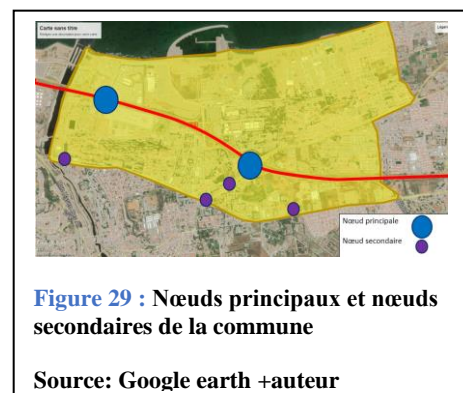 Carte sans titre
Nœud principale
Nœud secondaire
Figure 29 : Nœuds principaux et nœuds
secondaires de la commune
Source: Google earth +auteur